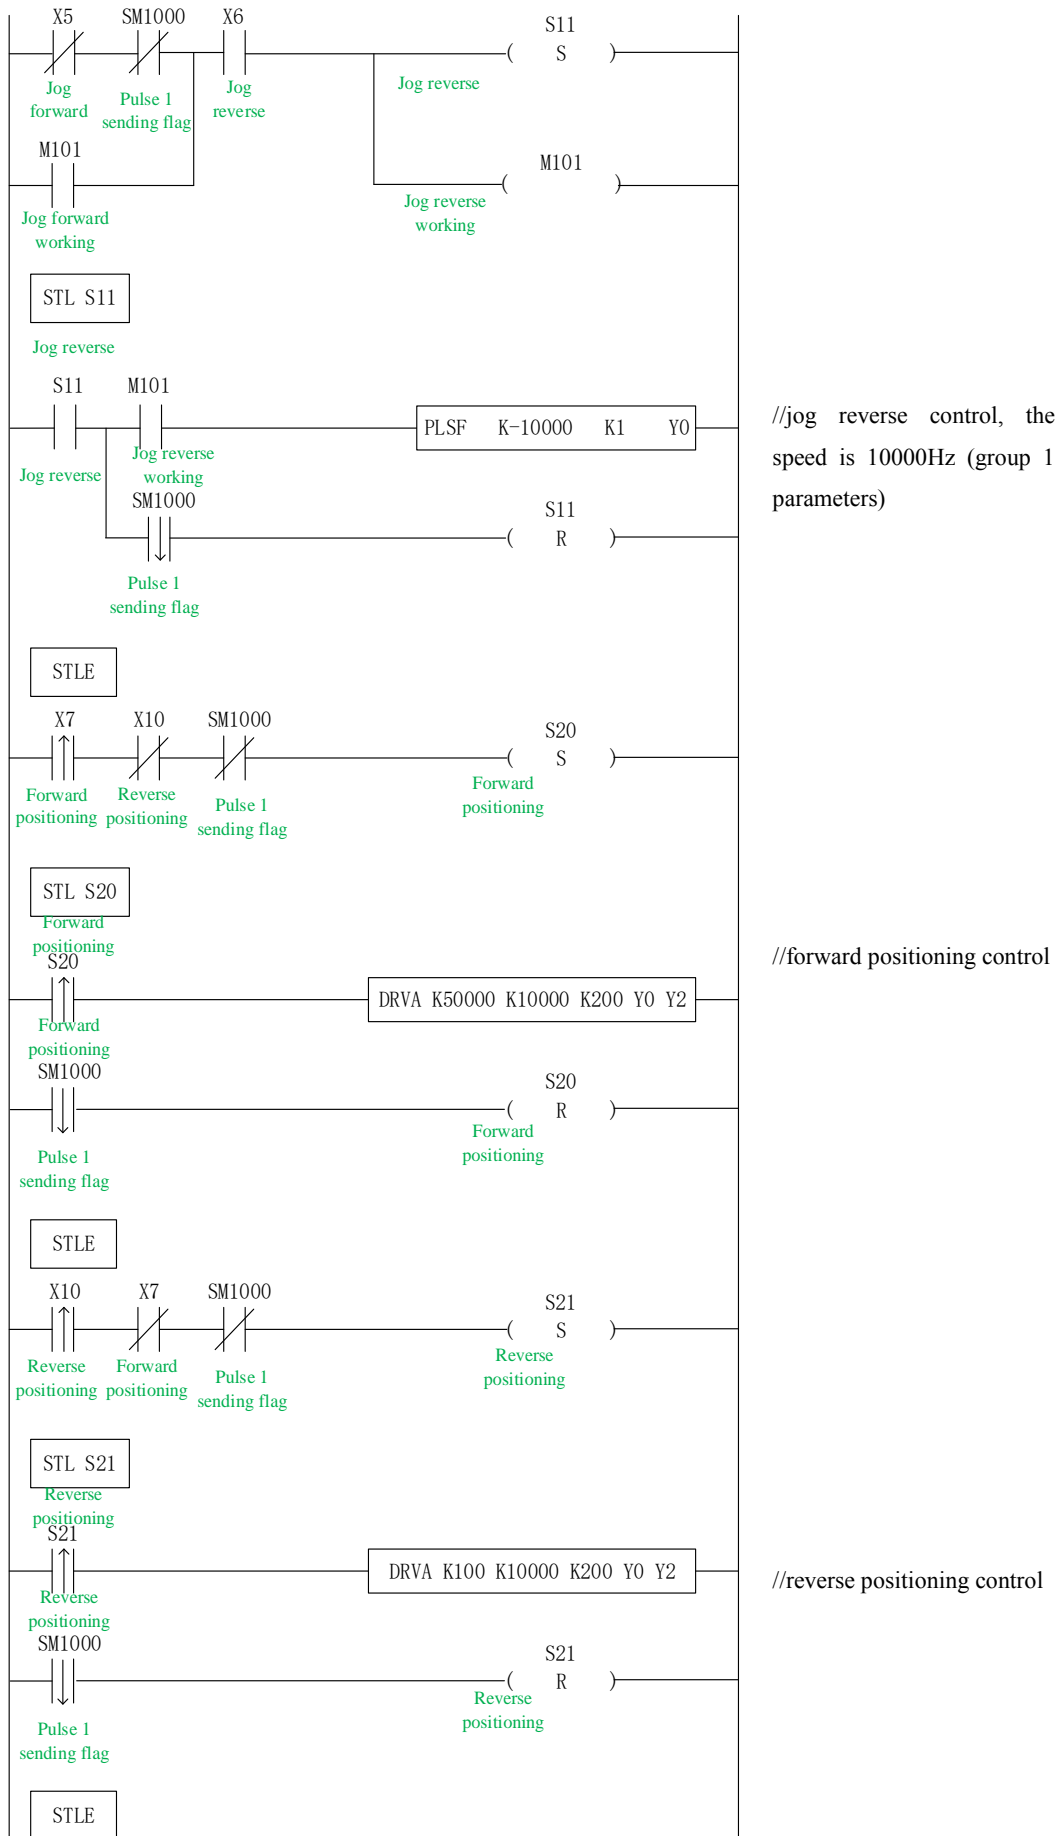 X5 SM1000 X6 S11
S
Jog forward
Pulse 1 sending flag
Jog reverse
Jog reverse
M101 M101
Jog forward working
Jog reverse working
STL S11
Jog reverse
S11 M101
PLSF K-10000 K1 Y0
//jog reverse control, the
speed is 10000Hz (group 1
parameters)
Jog reverse
Jog reverse working
SM1000 S11
R
Pulse 1
sending flag
STLE
X7 X10 SM1000 S20
S
Forward positioning
Reverse positioning
Pulse 1 sending flag
Forward positioning
STL S20
Forward
positioning
//forward positioning control
S20
DRVA K50000 K10000 K200 Y0 Y2
Forward
positioning
SM1000 S20
R
Forward
positioning
Pulse 1
sending flag
STLE
X10 X7 SM1000 S21
S
Reverse positioning
Forward positioning
Pulse 1 sending flag
Reverse positioning
STL S21
Reverse
positioning
S21
DRVA K100 K10000 K200 Y0 Y2
//reverse positioning control
Reverse
positioning
SM1000 S21
R
Reverse
positioning
Pulse 1
sending flag
STLE